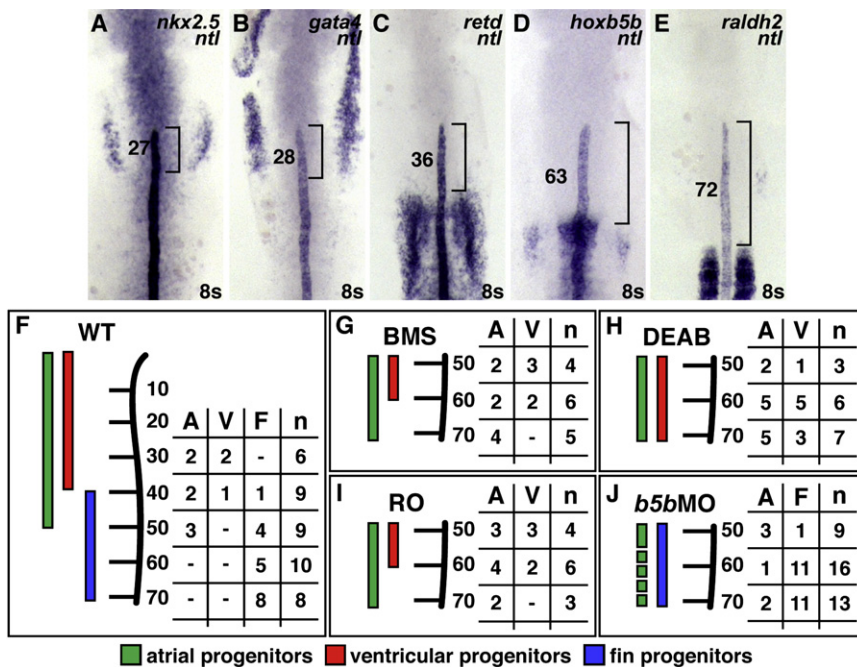 A nkx2.5 ntl 27 8s
B gata4 ntl 28 8s
C retd ntl 36 8s
D hoxb5b ntl 63 8s
E raldh2 ntl 72 8s
F WT
10
20
A V F n
30 2 2 - 6
40 2 1 1 9
50 3 - 4 9
60 - - 5 10
70 - - 8 8
G BMS
A V n
50 2 3 4
60 2 2 6
70 4 - 5
H DEAB
A V n
50 2 1 3
60 5 5 6
70 5 3 7
I RO
A V n
50 3 3 4
60 4 2 6
70 2 - 3
J b5bMO
A F n
50 3 1 9
60 1 11 16
70 2 11 13
atrial progenitors ventricular progenitors fin progenitors